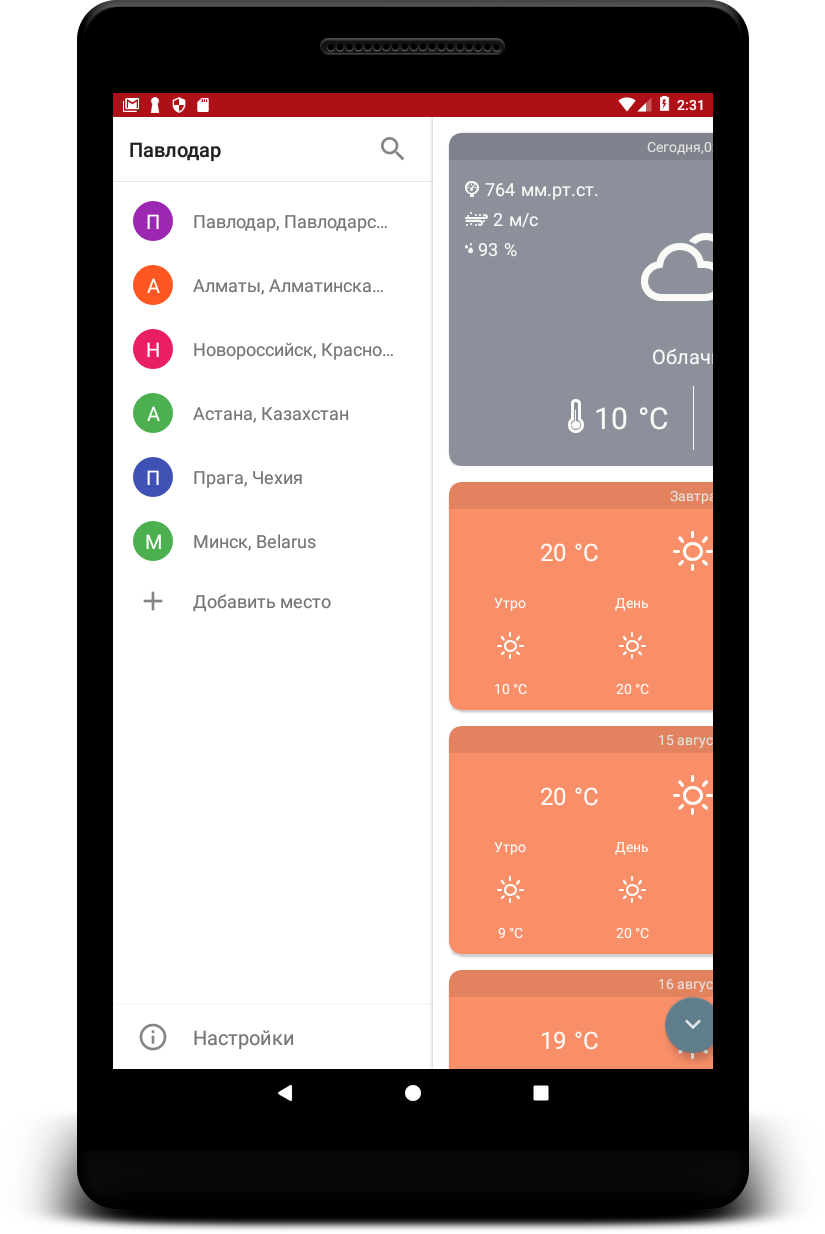 2:31
Павлодар
П Павлодар, Павлодарс...
А Алматы, Алматинска...
Н Новороссийск, Красно...
А Астана, Казахстан
П Прага, Чехия
М Минск, Belarus
Добавить место
Настройки
Сегодня,0
764 мм.рт.ст.
2 м/с
93 %
Облач
10 °C
Завтра
20 °C
Утро День
10 °C 20 °C
15 авгус
20 °C
Утро День
9 °C 20 °C
16 авгус
19 °C